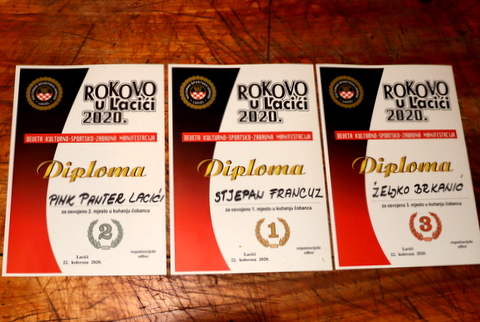 ROKOVO
u Lacići
2020.
DEVETA KULTURNO-SPORTSKO-ZABAVNA MANIFESTACIJA
Diploma
PINK PANTER LACIĆI
za osvojeno 2. mjesto u kuhanju čobanca
2
Lacići
22. kolovoza 2020.
organizacijski
odbor
ROKOVO
u Lacići
2020.
DEVETA KULTURNO-SPORTSKO-ZABAVNA MANIFESTACIJA
Diploma
STJEPAN FRANCUZ
za osvojeno 1. mjesto u kuhanju čobanca
1
Lacići
22. kolovoza 2020.
organizacijski
odbor
ROKOVO
u Lacići
2020.
DEVETA KULTURNO-SPORTSKO-ZABAVNA MANIFESTACIJA
Diploma
ŽELJKO BRKANIĆ
za osvojeno 3. mjesto u kuhanju čobanca
3
Lacići
22. kolovoza 2020.
organizacijski
odbor